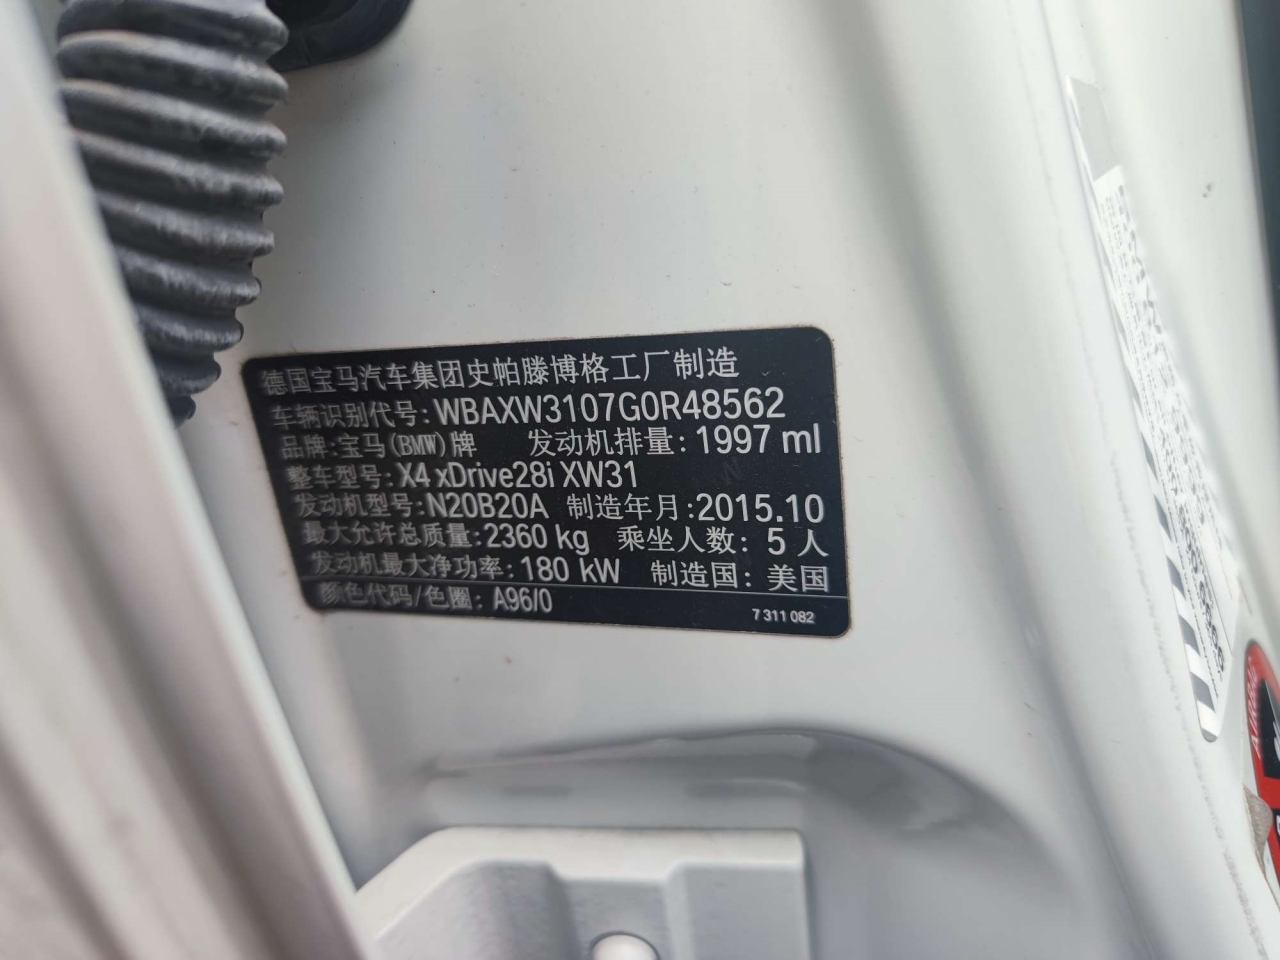 德国宝马汽车集团史帕滕博格工厂制造
车辆识别代号: WBAXW3107G0R48562
品牌:宝马(BMW)牌 发动机排量: 1997 ml
整车型号: X4 xDrive28i XW31
发动机型号: N20B20A 制造年月:2015.10
最大允许总质量: 2360 kg 乘坐人数: 5 人
发动机最大净功率: 180 kW 制造国: 美国
颜色代码/色圈: A96/0 7 311 082